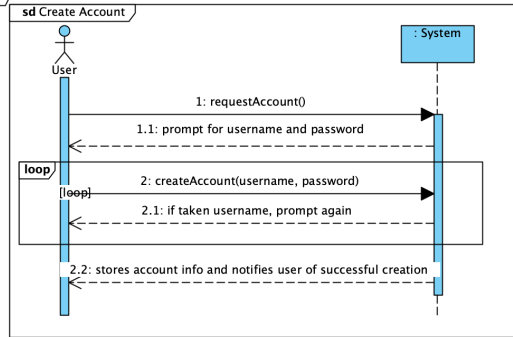 sd Create Account
: System
User
1: requestAccount()
1.1: prompt for username and password
loop
[loop]
2: createAccount(username, password)
2.1: if taken username, prompt again
2.2: stores account info and notifies user of successful creation